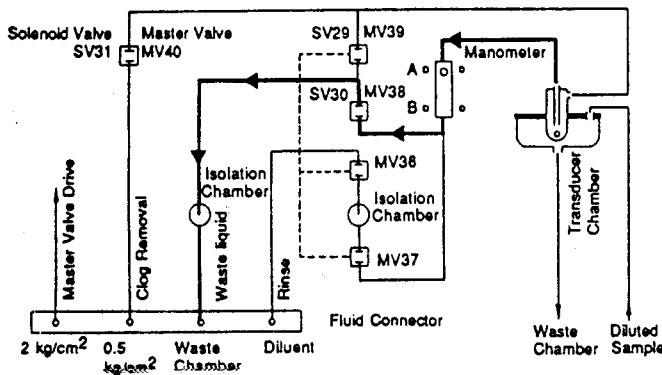 Solenoid Valve
SV31
Master Valve
MV40
SV29
MV39
Manometer
A
B
SV30
MV38
MV36
Isolation
Chamber
Isolation
Chamber
MV37
Transducer
Chamber
Master Valve Drive
Clog Removal
Waste liquid
Rinse
Fluid Connector
2 kg/cm2
0.5
kg/cm2
Waste
Chamber
Diluent
Waste
Chamber
Diluted
Sample